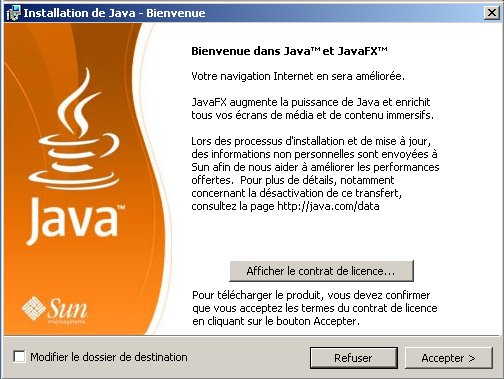 Installation de Java - Bienvenue
Bienvenue dans Java™ et JavaFX™
Votre navigation Internet en sera améliorée.
JavaFX augmente la puissance de Java et enrichit
tous vos écrans de média et de contenu immersifs.
Lors des processus d'installation et de mise à jour,
des informations non personnelles sont envoyées à
Sun afin de nous aider à améliorer les performances
offertes. Pour plus de détails, notamment
concernant la désactivation de ce transfert,
consultez la page http://java.com/data
Java™
Sun
microsystems
Afficher le contrat de licence...
Pour télécharger le produit, vous devez confirmer
que vous acceptez les termes du contrat de licence
en cliquant sur le bouton Accepter.
Modifier le dossier de destination
Refuser
Accepter >